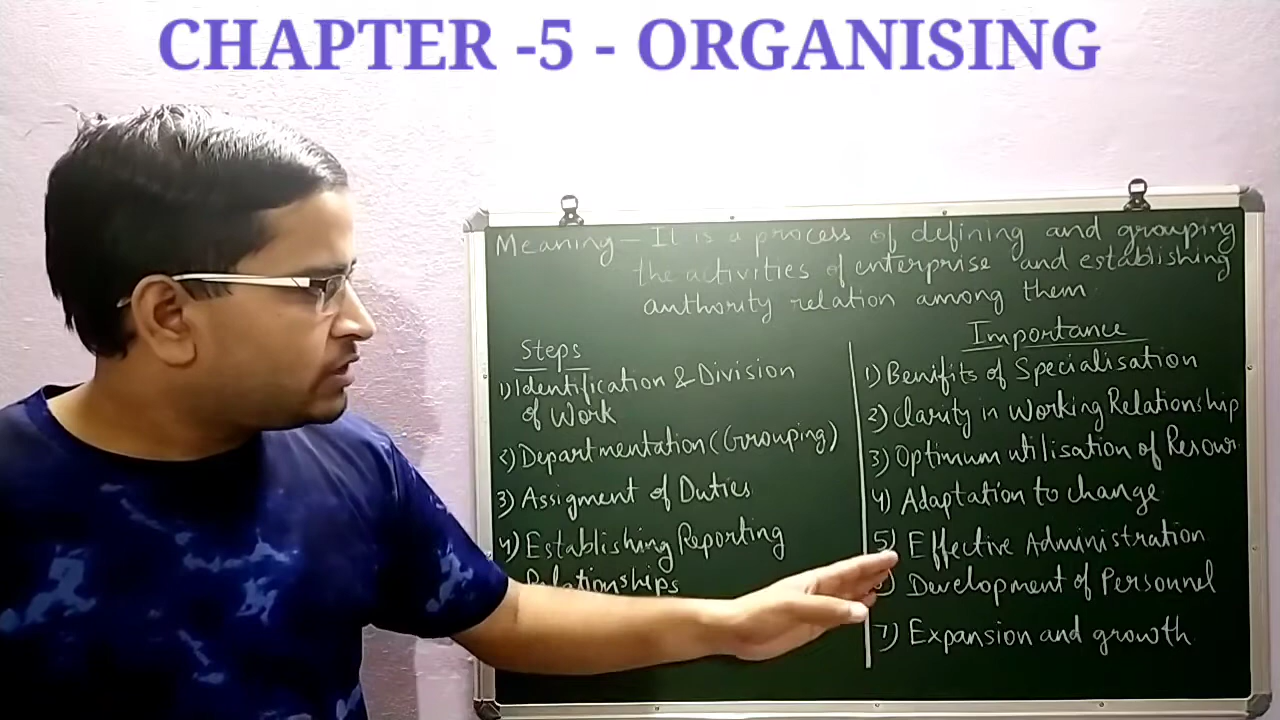 CHAPTER -5 - ORGANISING
Meaning - It is a process of defining and grouping
the activities of enterprise and establishing
authority relation among them.
Steps
1) Identification & Division
of Work
2) Departmentation (Grouping)
3) Assigment of Duties
4) Establishing Reporting
Relationships
Importance
1) Benifits of Specialisation
2) Clarity in Working Relationship
3) Optimum utilisation of Resour
4) Adaptation to change
5) Effective Administration
) Development of Personnel
7) Expansion and growth